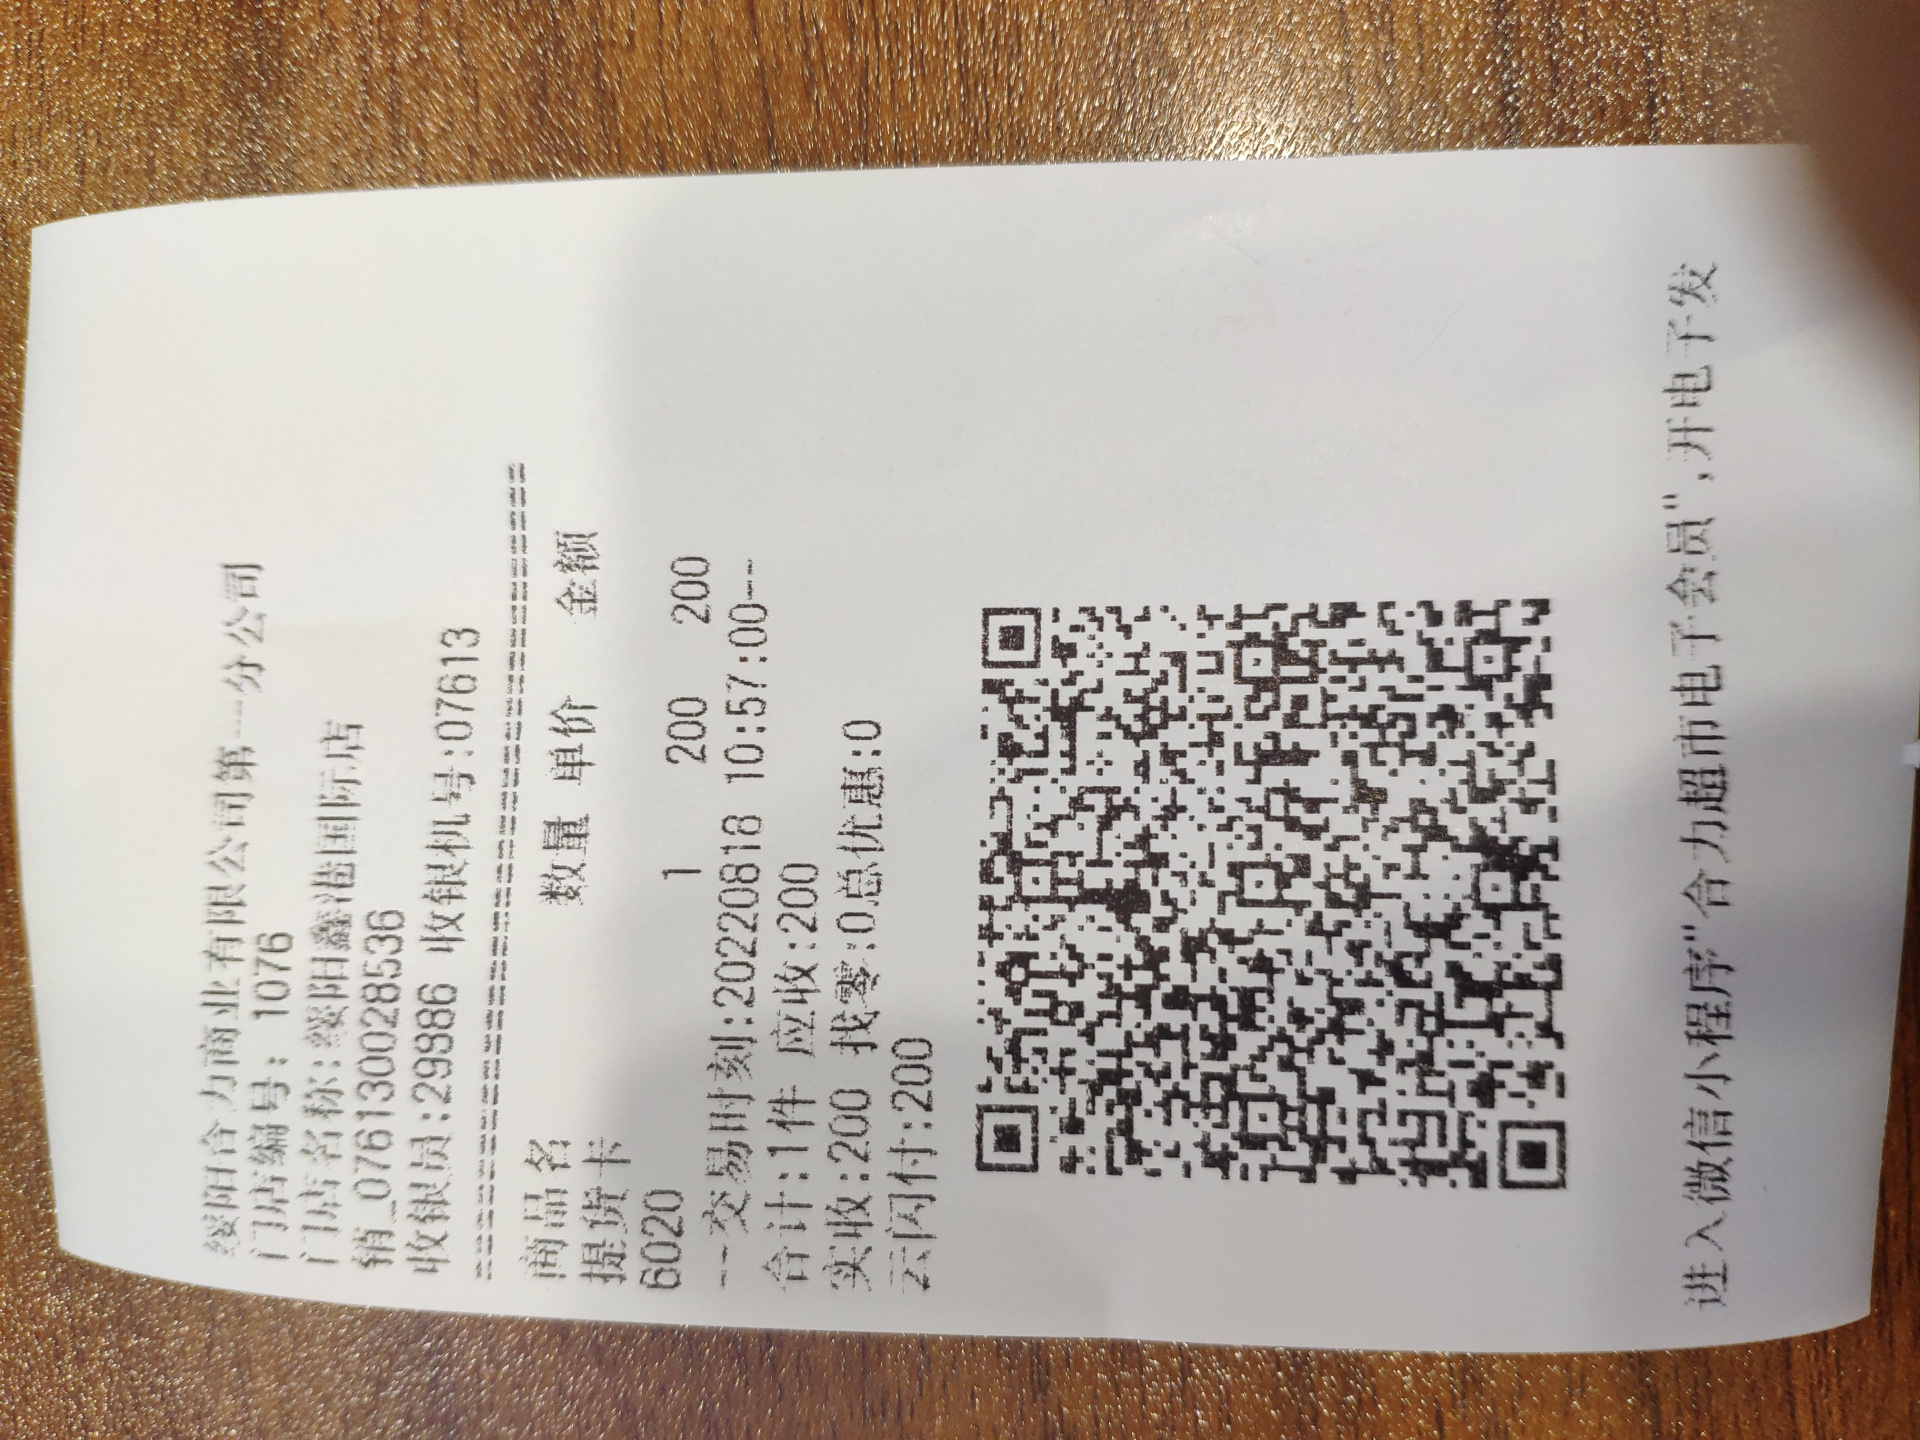 绥阳合力商业有限公司第一分公司
门店编号: 1076
门店名称:绥阳鑫港国际店
销_0761300028536
收银员:29886 收银机号:07613
商品名 数量 单价 金额
提货卡
6020 1 200 200
--交易时刻:20220818 10:57:00--
合计:1件 应收:200
实收:200 找零:0总优惠:0
云闪付:200
进入微信小程序"合力超市电子会员",开电子发